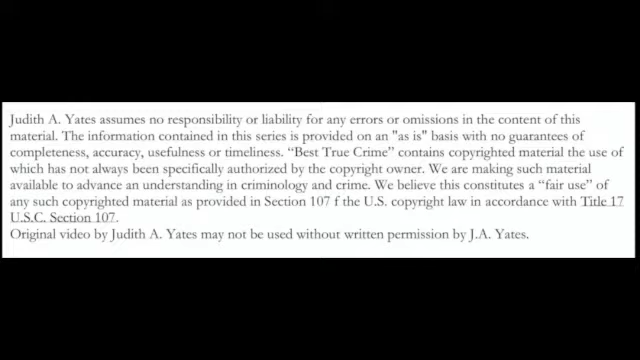 Judith A. Yates assumes no responsibility or liability for any errors or omissions in the content of this
material. The information contained in this series is provided on an "as is" basis with no guarantees of
completeness, accuracy, usefulness or timeliness. “Best True Crime” contains copyrighted material the use of
which has not always been specifically authorized by the copyright owner. We are making such material
available to advance an understanding in criminology and crime. We believe this constitutes a “fair use” of
any such copyrighted material as provided in Section 107 f the U.S. copyright law in accordance with Title 17
U.S.C. Section 107.
Original video by Judith A. Yates may not be used without written permission by J.A. Yates.